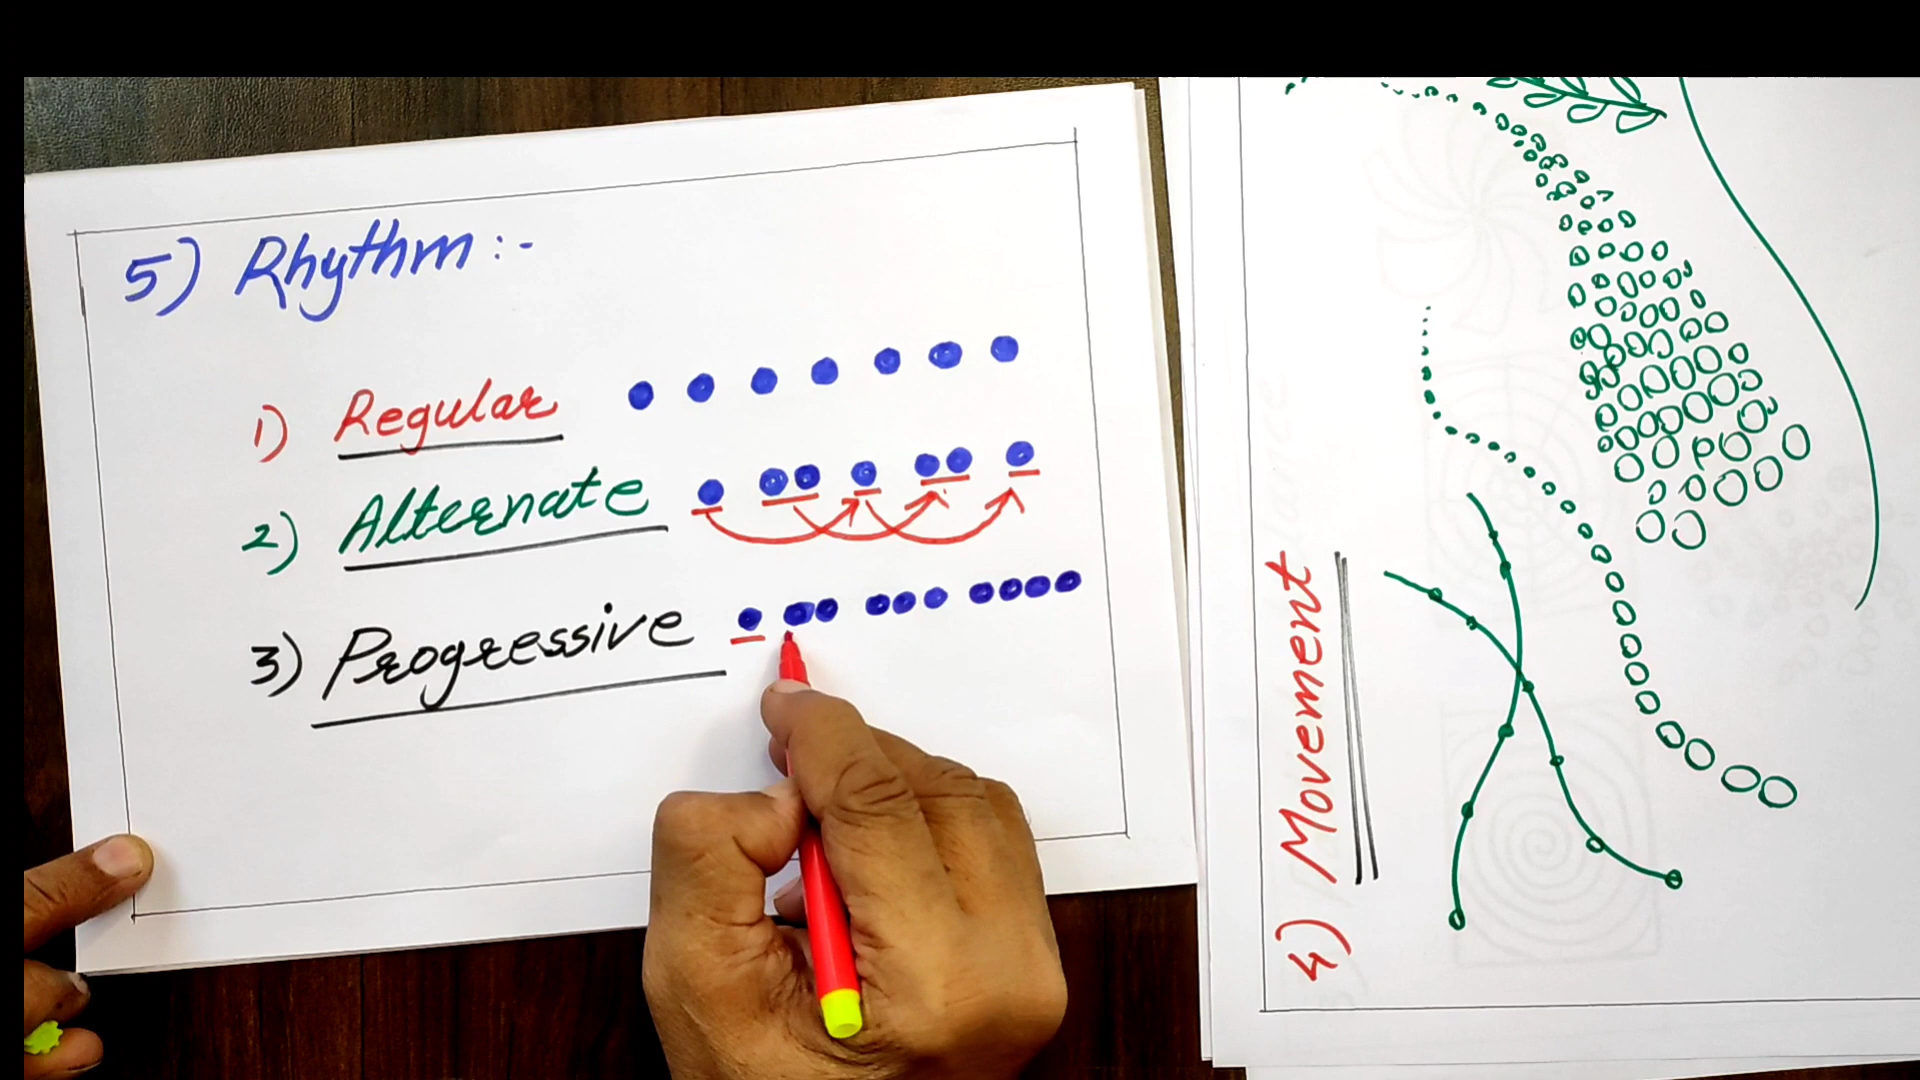 5) Rhythm :-
1) Regular
2) Alternate
3) Progressive
4) Movement